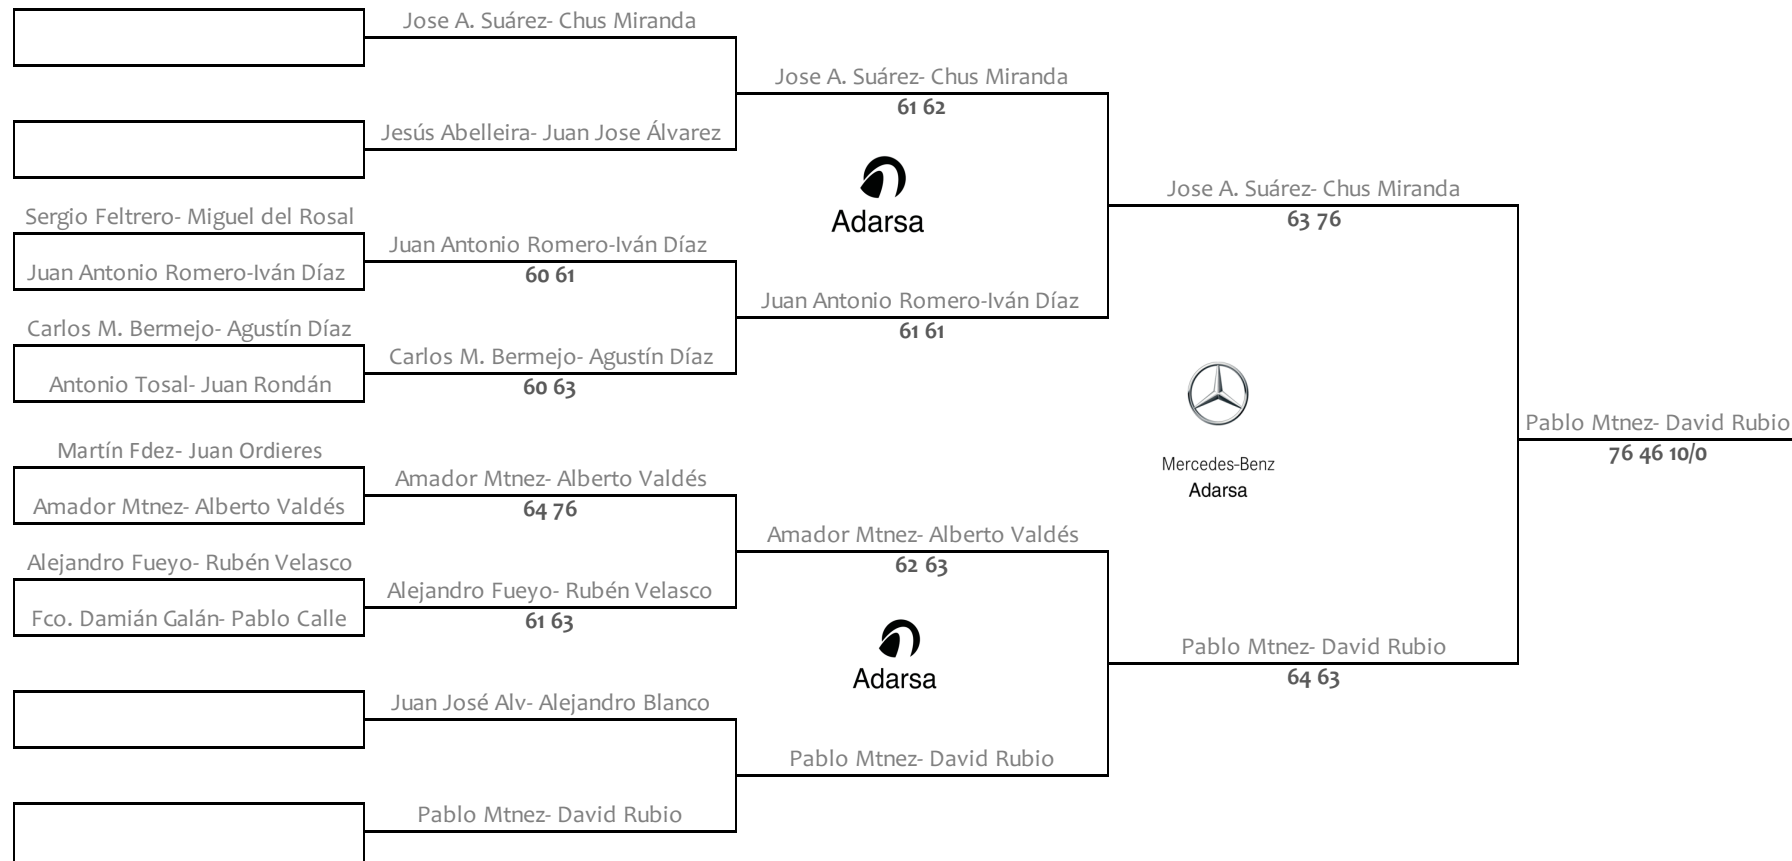 Jose A. Suárez- Chus Miranda
Jose A. Suárez- Chus Miranda
61 62
Jesús Abelleira- Juan Jose Álvarez
Adarsa
Jose A. Suárez- Chus Miranda
63 76
Sergio Feltrero- Miguel del Rosal
Juan Antonio Romero-Iván Díaz
Juan Antonio Romero-Iván Díaz
60 61
Juan Antonio Romero-Iván Díaz
61 61
Carlos M. Bermejo- Agustín Díaz
Carlos M. Bermejo- Agustín Díaz
60 63
Antonio Tosal- Juan Rondán
Mercedes-Benz
Adarsa
Pablo Mtnez- David Rubio
76 46 10/0
Martín Fdez- Juan Ordieres
Amador Mtnez- Alberto Valdés
Amador Mtnez- Alberto Valdés
64 76
Amador Mtnez- Alberto Valdés
62 63
Alejandro Fueyo- Rubén Velasco
Alejandro Fueyo- Rubén Velasco
61 63
Fco. Damián Galán- Pablo Calle
Adarsa
Pablo Mtnez- David Rubio
64 63
Juan José Alv- Alejandro Blanco
Pablo Mtnez- David Rubio
Pablo Mtnez- David Rubio